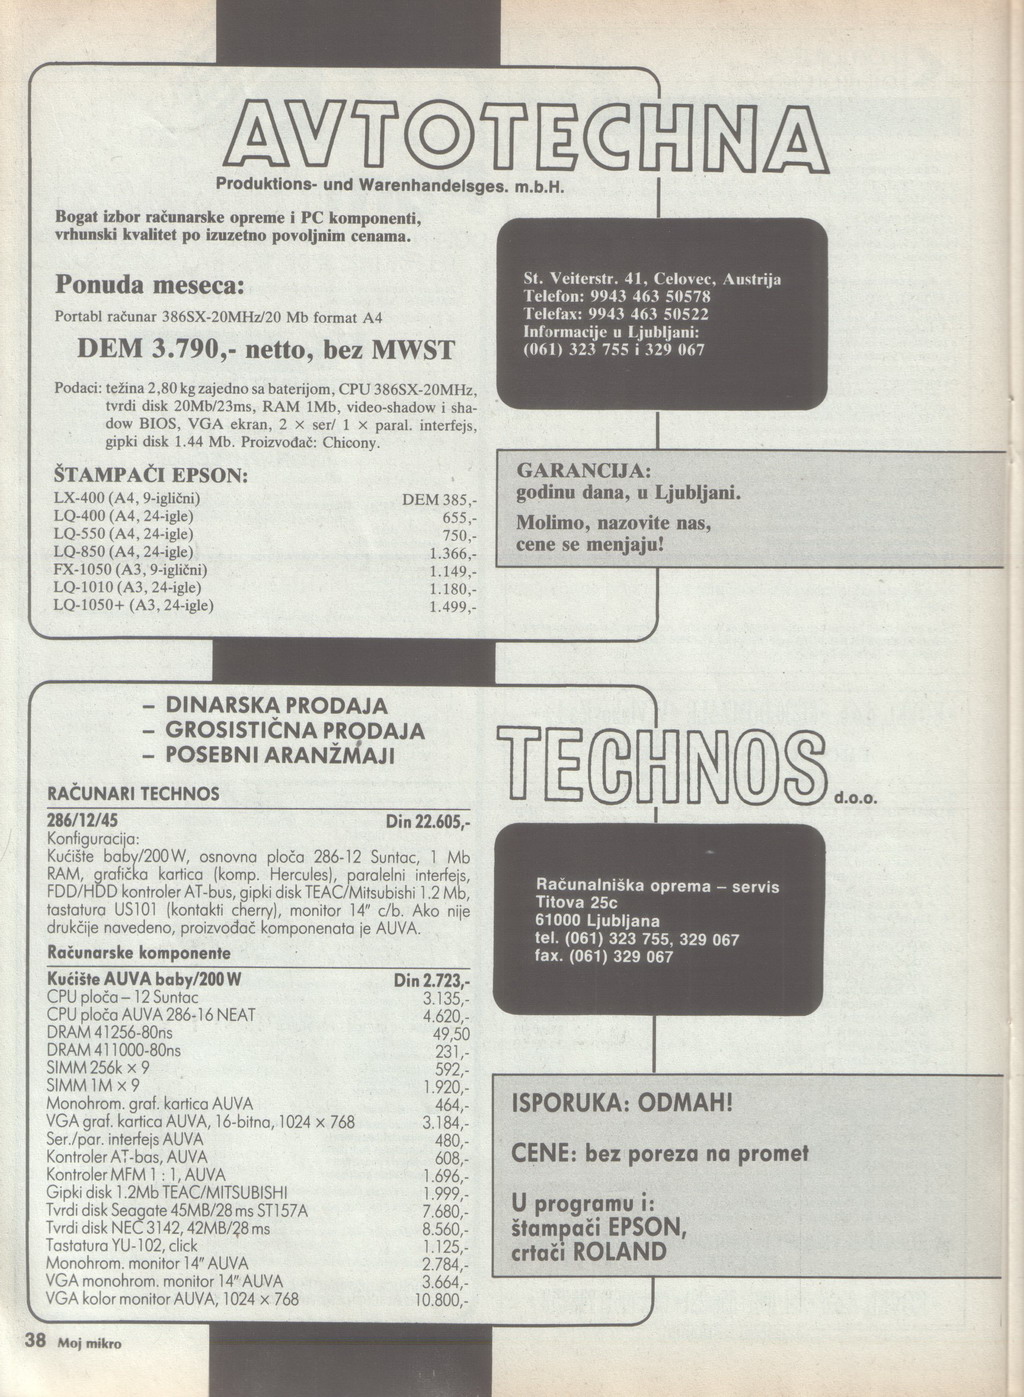 AVTOTECHNA
Produktions- und Warenhandelsges. m.b.H.
Bogat izbor računarske opreme i PC komponenti,
vrhunski kvalitet po izuzetno povoljnim cenama.
Ponuda meseca:
Portabl računar 386SX-20MHz/20 Mb format A4
DEM 3.790,- netto, bez MWST
Podaci: težina 2,80 kg zajedno sa baterijom, CPU 386SX-20MHz,
tvrdi disk 20Mb/23ms, RAM 1Mb, video-shadow i sha-
dow BIOS, VGA ekran, 2 × ser/ 1 × paral. interfejs,
gipki disk 1.44 Mb. Proizvođač: Chicony.
ŠTAMPAČI EPSON:
LX-400 (A4, 9-iglični) DEM 385,-
LQ-400 (A4, 24-igle) 655,-
LQ-550 (A4, 24-igle) 750,-
LQ-850 (A4, 24-igle) 1.366,-
FX-1050 (A3, 9-iglični) 1.149,-
LQ-1010 (A3, 24-igle) 1.180,-
LQ-1050+ (A3, 24-igle) 1.499,-
St. Veiterstr. 41, Celovec, Austrija
Telefon: 9943 463 50578
Telefax: 9943 463 50522
Informacije u Ljubljani:
(061) 323 755 i 329 067
GARANCIJA:
godinu dana, u Ljubljani.
Molimo, nazovite nas,
cene se menjaju!
– DINARSKA PRODAJA
– GROSISTIČNA PRODAJA
– POSEBNI ARANŽMAJI
RAČUNARI TECHNOS
286/12/45 Din 22.605,-
Konfiguracija:
Kućište baby/200W, osnovna ploča 286-12 Suntac, 1 Mb
RAM, grafička kartica (komp. Hercules), paralelni interfejs,
FDD/HDD kontroler AT-bus, gipki disk TEAC/Mitsubishi 1.2 Mb,
tastatura US101 (kontakti cherry), monitor 14" c/b. Ako nije
drukčije navedeno, proizvođač komponenata je AUVA.
Računarske komponente
Kućište AUVA baby/200 W Din 2.723,-
CPU ploča – 12 Suntac 3.135,-
CPU ploča AUVA 286-16 NEAT 4.620,-
DRAM 41256-80ns 49,50
DRAM 411000-80ns 231,-
SIMM 256k × 9 592,-
SIMM 1M × 9 1.920,-
Monohrom. graf. kartica AUVA 464,-
VGA graf. kartica AUVA, 16-bitna, 1024 × 768 3.184,-
Ser./par. interfejs AUVA 480,-
Kontroler AT-bas, AUVA 608,-
Kontroler MFM 1 : 1, AUVA 1.696,-
Gipki disk 1.2Mb TEAC/MITSUBISHI 1.999,-
Tvrdi disk Seagate 45MB/28 ms ST157A 7.680,-
Tvrdi disk NEC 3142, 42MB/28 ms 8.560,-
Tastatura YU-102, click 1.125,-
Monohrom. monitor 14" AUVA 2.784,-
VGA monohrom. monitor 14" AUVA 3.664,-
VGA kolor monitor AUVA, 1024 × 768 10.800,-
TECHNOS d.o.o.
Računalniška oprema – servis
Titova 25c
61000 Ljubljana
tel. (061) 323 755, 329 067
fax. (061) 329 067
ISPORUKA: ODMAH!
CENE: bez poreza na promet
U programu i:
štampači EPSON,
crtači ROLAND
38 Moj mikro